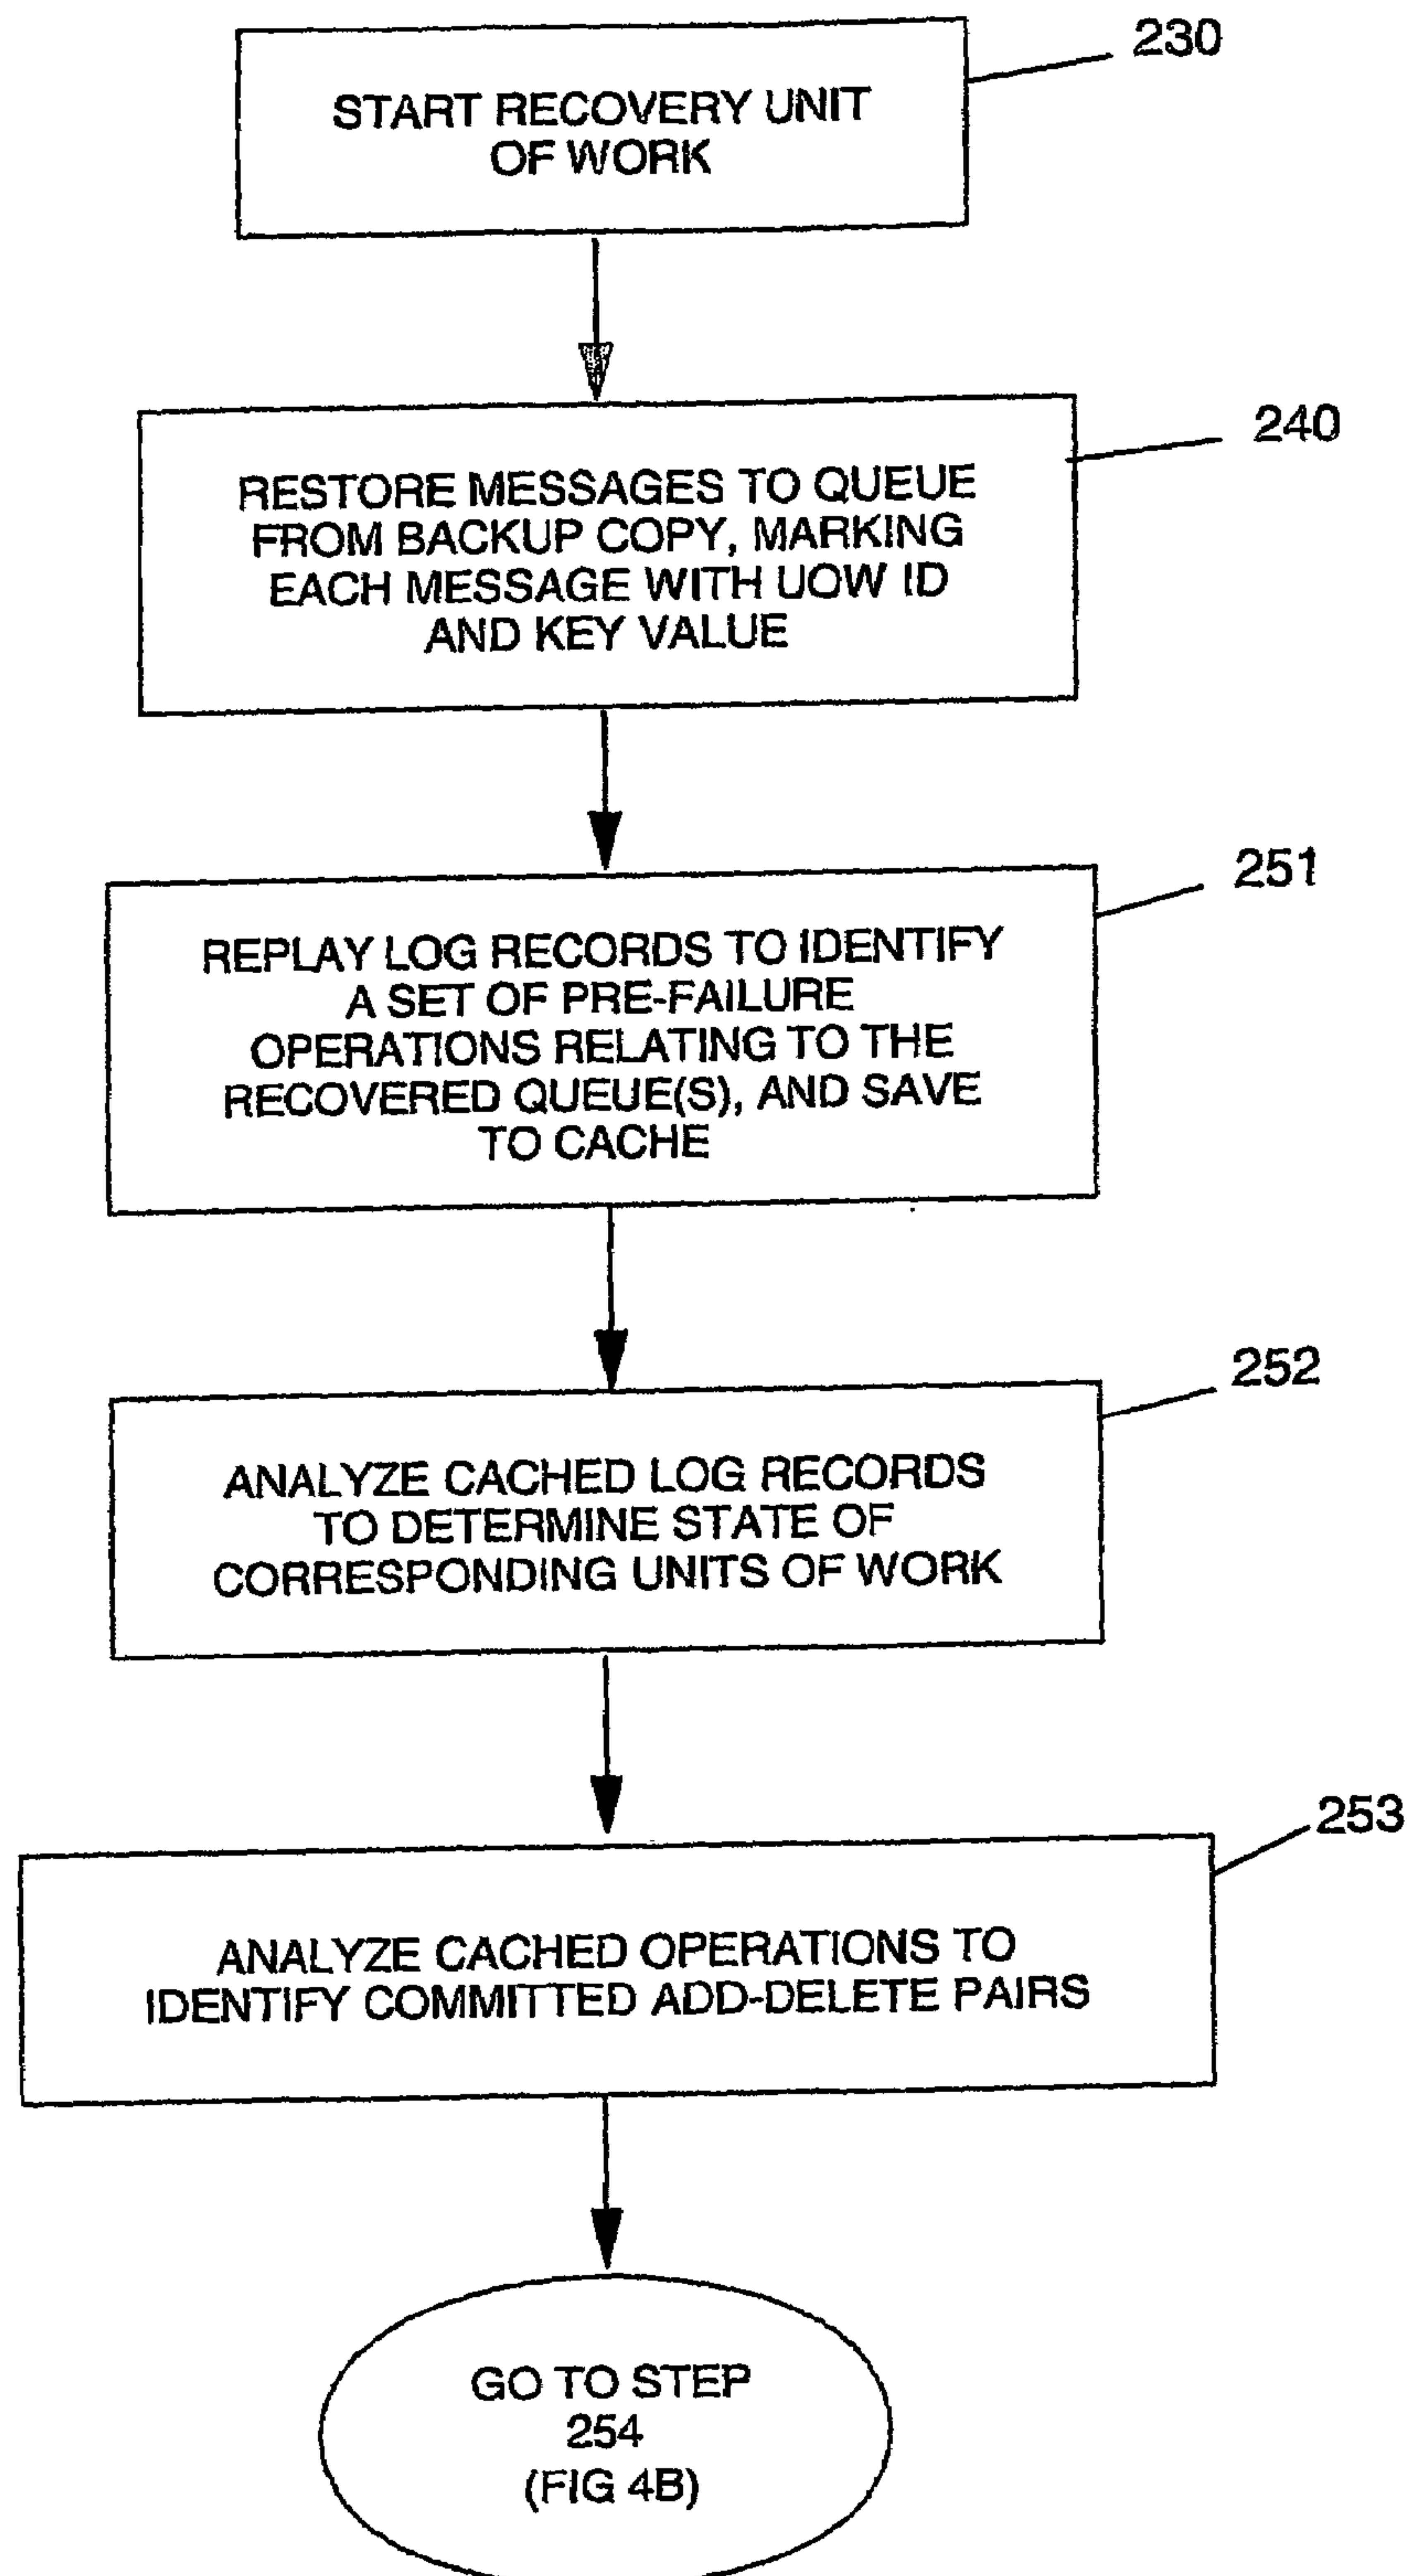 230
START RECOVERY UNIT
OF WORK
240
RESTORE MESSAGES TO QUEUE
FROM BACKUP COPY, MARKING
EACH MESSAGE WITH UOW ID
AND KEY VALUE
251
REPLAY LOG RECORDS TO IDENTIFY
A SET OF PRE-FAILURE
OPERATIONS RELATING TO THE
RECOVERED QUEUE(S), AND SAVE
TO CACHE
252
ANALYZE CACHED LOG RECORDS
TO DETERMINE STATE OF
CORRESPONDING UNITS OF WORK
253
ANALYZE CACHED OPERATIONS TO
IDENTIFY COMMITTED ADD-DELETE PAIRS
GO TO STEP
254
(FIG 4B)